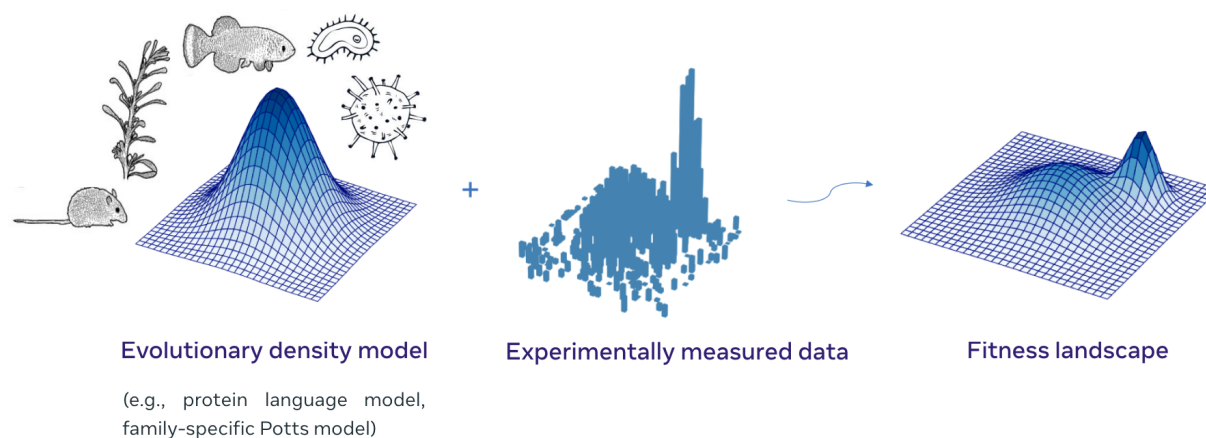 +
Evolutionary density model
Experimentally measured data
Fitness landscape
(e.g., protein language model,
family-specific Potts model)